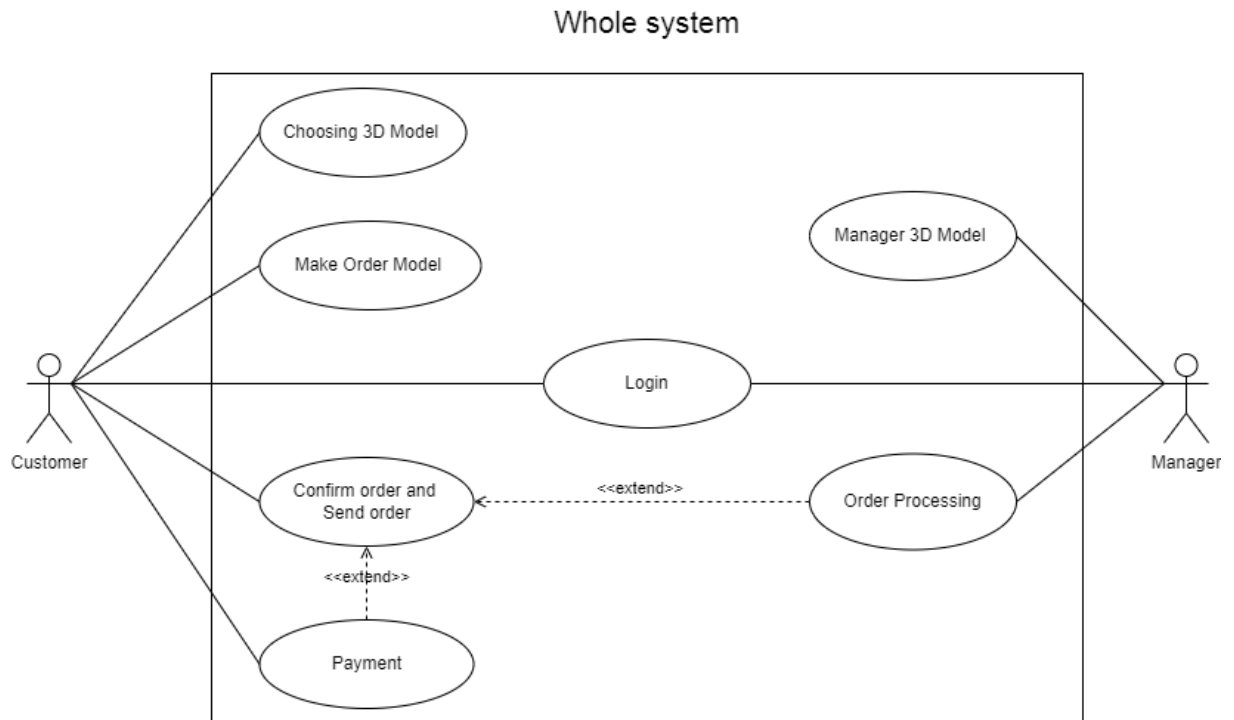 Whole system
Choosing 3D Model
Manager 3D Model
Make Order Model
Login
Customer
Manager
Confirm order and
Send order
<<extend>>
Order Processing
<<extend>>
Payment